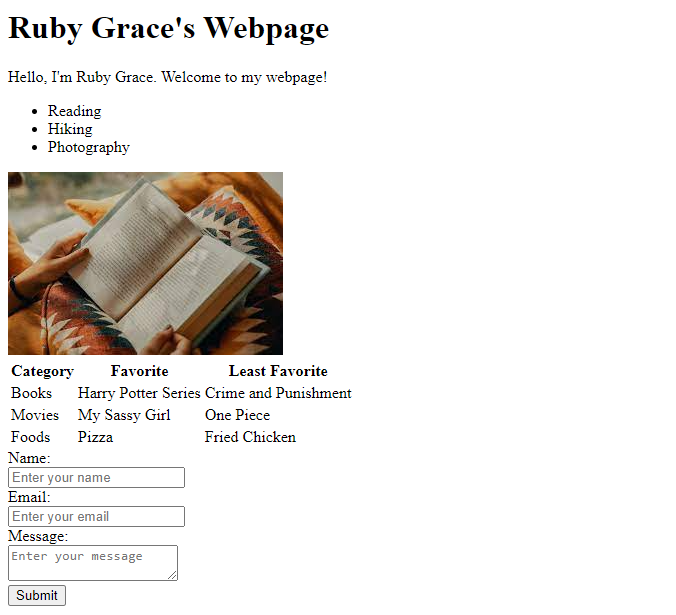 Ruby Grace's Webpage
Hello, I'm Ruby Grace. Welcome to my webpage!
Reading
Hiking
Photography
Category Favorite Least Favorite
Books Harry Potter Series Crime and Punishment
Movies My Sassy Girl One Piece
Foods Pizza Fried Chicken
Name:
Enter your name
Email:
Enter your email
Message:
Enter your message
Submit